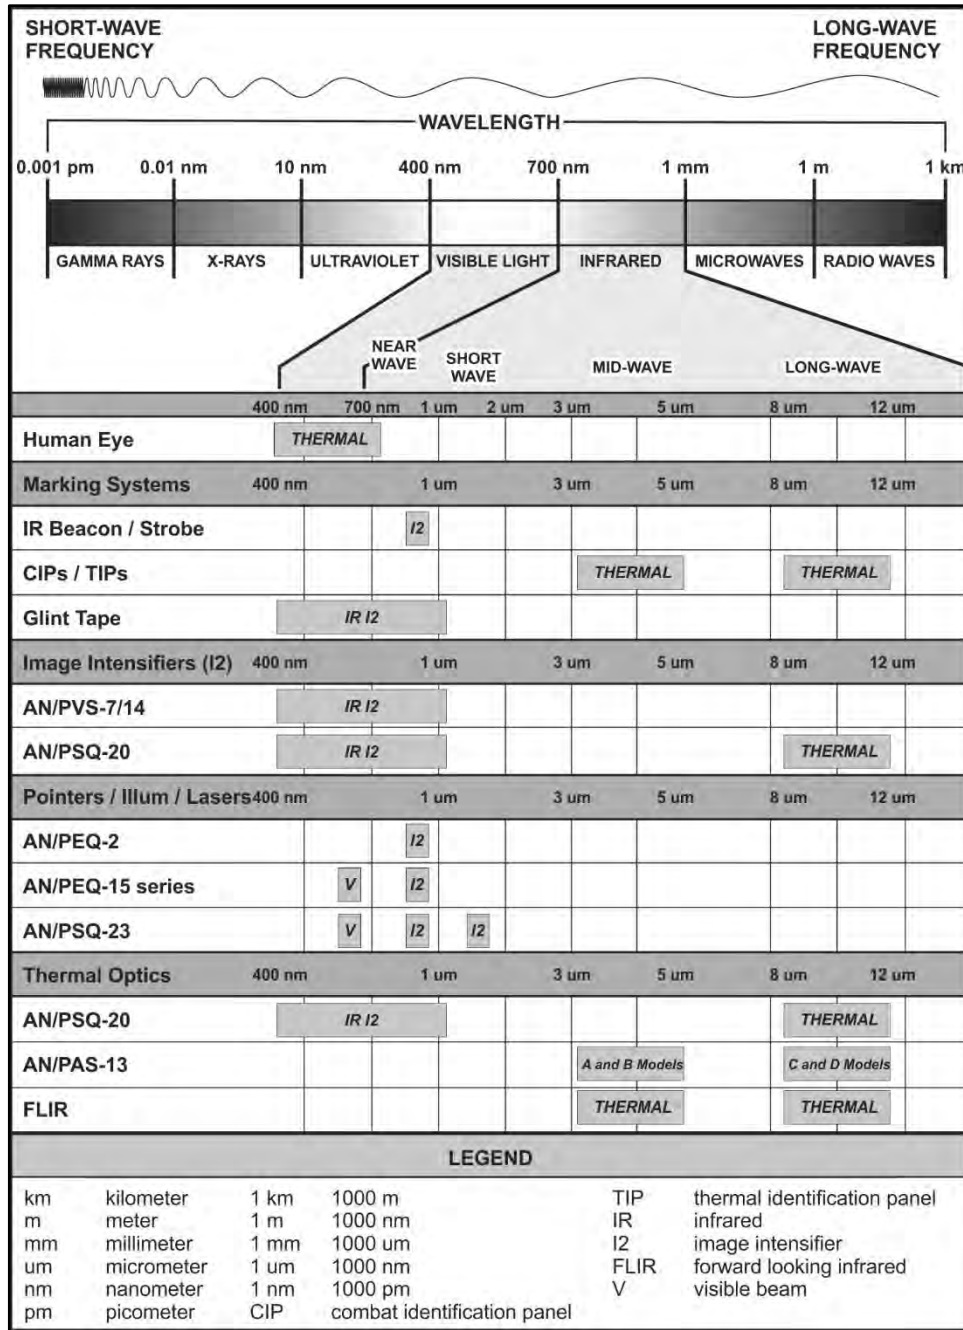 SHORT-WAVE FREQUENCY
LONG-WAVE FREQUENCY
WAVELENGTH
0.001 pm 0.01 nm 10 nm 400 nm 700 nm 1 mm 1 m 1 km
GAMMA RAYS X-RAYS ULTRAVIOLET VISIBLE LIGHT INFRARED MICROWAVES RADIO WAVES
NEAR WAVE SHORT WAVE MID-WAVE LONG-WAVE
400 nm 700 nm 1 um 2 um 3 um 5 um 8 um 12 um
Human Eye THERMAL
Marking Systems 400 nm 1 um 3 um 5 um 8 um 12 um
IR Beacon / Strobe I2
CIPs / TIPs THERMAL THERMAL
Glint Tape IR I2
Image Intensifiers (I2) 400 nm 1 um 3 um 5 um 8 um 12 um
AN/PVS-7/14 IR I2
AN/PSQ-20 IR I2 THERMAL
Pointers / Illum / Lasers 400 nm 1 um 3 um 5 um 8 um 12 um
AN/PEQ-2 I2
AN/PEQ-15 series V I2
AN/PSQ-23 V I2 I2
Thermal Optics 400 nm 1 um 3 um 5 um 8 um 12 um
AN/PSQ-20 IR I2 THERMAL
AN/PAS-13 A and B Models C and D Models
FLIR THERMAL THERMAL
LEGEND
km kilometer 1 km 1000 m TIP thermal identification panel
m meter 1 m 1000 nm IR infrared
mm millimeter 1 mm 1000 um I2 image intensifier
um micrometer 1 um 1000 nm FLIR forward looking infrared
nm nanometer 1 nm 1000 pm V visible beam
pm picometer CIP combat identification panel